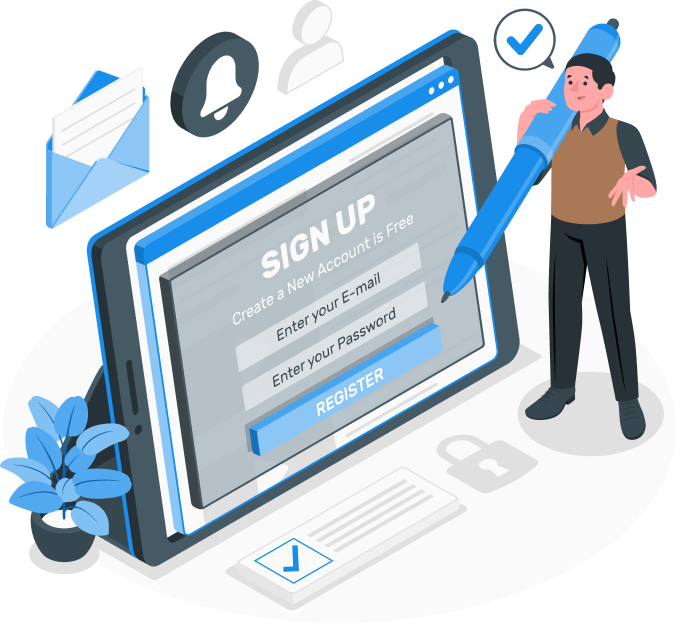 SIGN UP
Create a New Account is Free
Enter your E-mail
Enter your Password
REGISTER